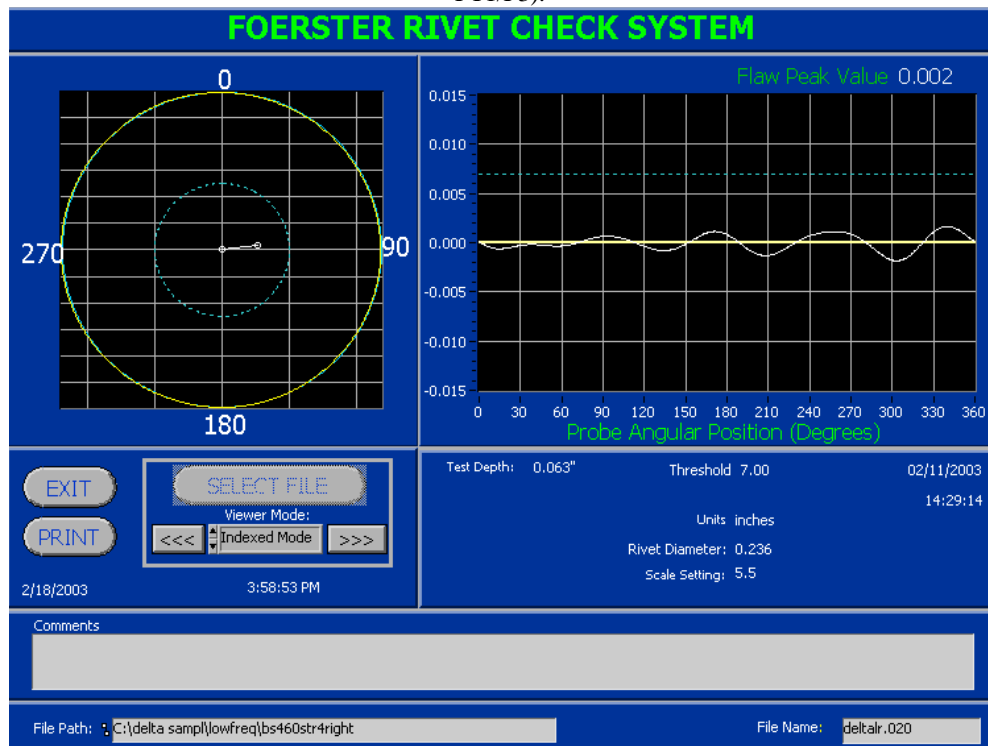 FOERSTER RIVET CHECK SYSTEM
0
270
90
180
Flaw Peak Value 0.002
0.015
0.010
0.005
0.000
-0.005
-0.010
-0.015
0 30 60 90 120 150 180 210 240 270 300 330 360
Probe Angular Position (Degrees)
EXIT
PRINT
SELECT FILE
Viewer Mode:
<<< Indexed Mode >>>
2/18/2003 3:58:53 PM
Test Depth: 0.063" Threshold 7.00 02/11/2003
14:29:14
Units inches
Rivet Diameter: 0.236
Scale Setting: 5.5
Comments
File Path: C:\delta sampl\lowfreq\bs460str4right File Name: deltalr.020